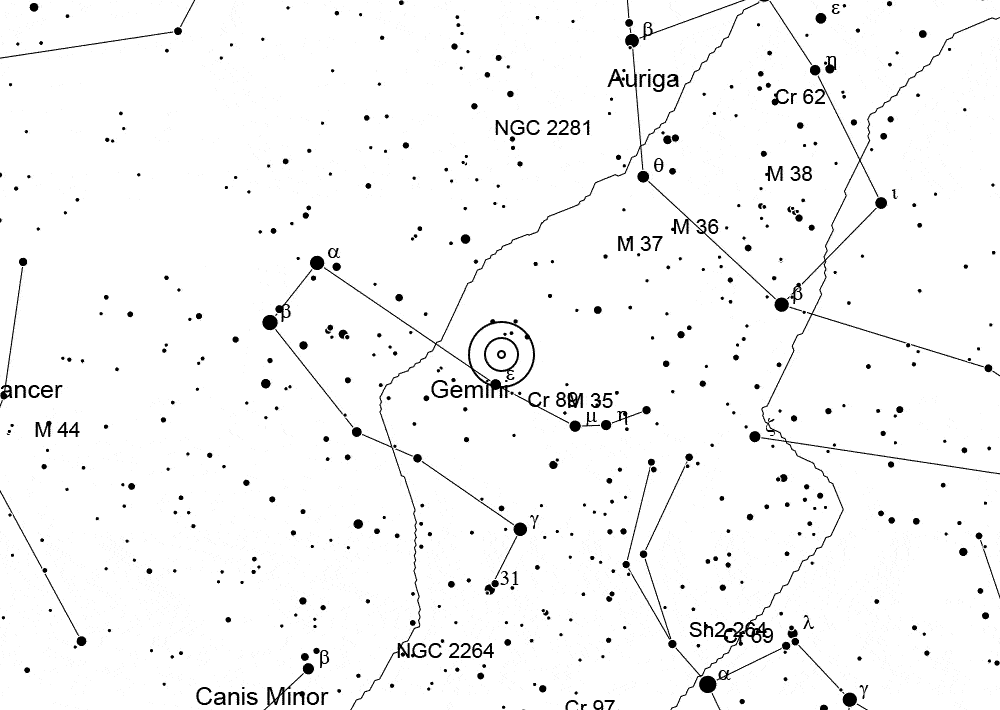 ε
β
η
Auriga
Cr 62
NGC 2281
θ
M 38
ι
M 36
M 37
α
β
β
ε
Gemini
ancer
Cr 89
M 35
μ
η
ζ
M 44
γ
31
Sh2-264
Cr 69
λ
NGC 2264
β
α
Canis Minor
γ
Cr 97